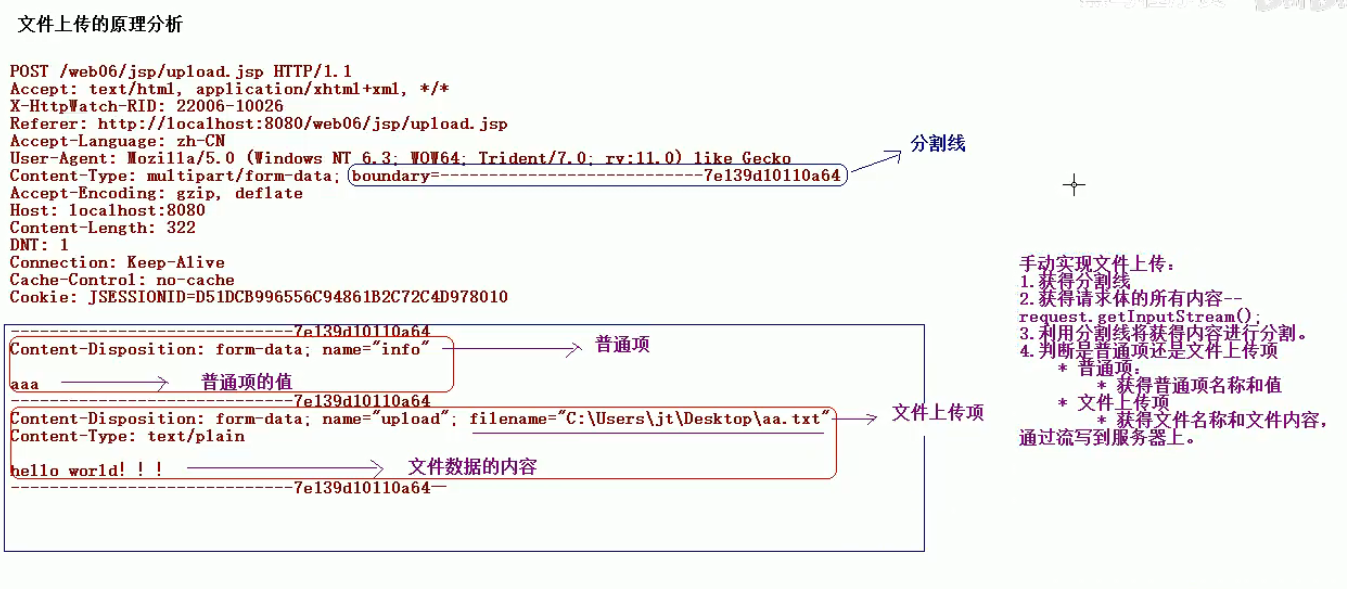 文件上传的原理分析
POST /web06/jsp/upload.jsp HTTP/1.1
Accept: text/html, application/xhtml+xml, */*
X-HttpWatch-RID: 22006-10026
Referer: http://localhost:8080/web06/jsp/upload.jsp
Accept-Language: zh-CN
User-Agent: Mozilla/5.0 (Windows NT 6.3; WOW64; Trident/7.0; rv:11.0) like Gecko
Content-Type: multipart/form-data; boundary=---------------------------7e139d10110a64
分割线
Accept-Encoding: gzip, deflate
Host: localhost:8080
Content-Length: 322
DNT: 1
Connection: Keep-Alive
Cache-Control: no-cache
Cookie: JSESSIONID=D51DCB996556C94861B2C72C4D978010
-----------------------------7e139d10110a64
Content-Disposition: form-data; name="info"
普通项
aaa
普通项的值
-----------------------------7e139d10110a64
Content-Disposition: form-data; name="upload"; filename="C:\Users\jt\Desktop\aa.txt"
文件上传项
Content-Type: text/plain
hello world!!!
文件数据的内容
-----------------------------7e139d10110a64--
手动实现文件上传:
1.获得分割线
2.获得请求体的所有内容--
request.getInputStream();
3.利用分割线将获得内容进行分割。
4.判断是普通项还是文件上传项
* 普通项:
* 获得普通项名称和值
* 文件上传项
* 获得文件名称和文件内容,
通过流写到服务器上。